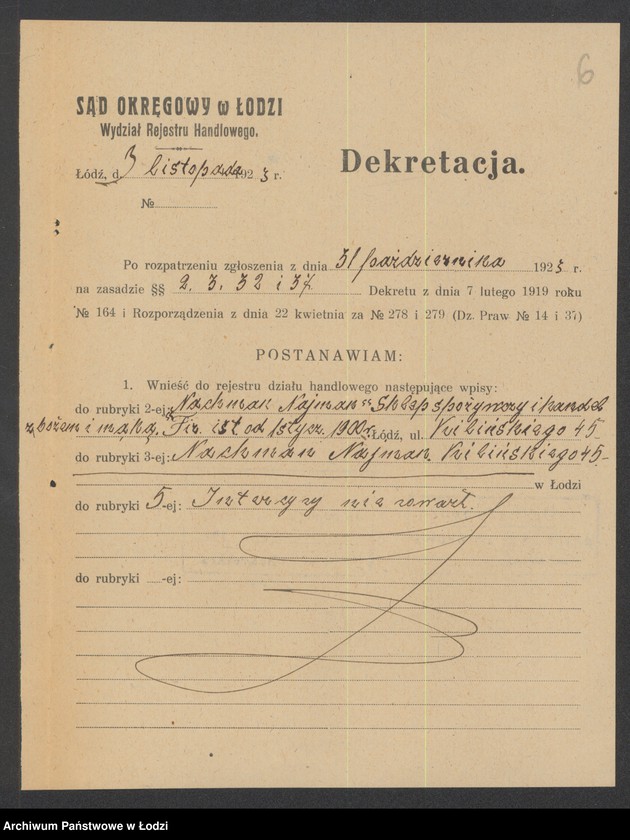 6
SĄD OKRĘGOWY w ŁODZI
Wydział Rejestru Handlowego.
Łódź, d. 3 listopada 1923 r.
Dekretacja.
№
Po rozpatrzeniu zgłoszenia z dnia 31 października 1923 r.
na zasadzie §§ 2. 3. 32 i 37 Dekretu z dnia 7 lutego 1919 roku
№ 164 i Rozporządzenia z dnia 22 kwietnia za № 278 i 279 (Dz. Praw № 14 i 37)
POSTANAWIAM:
1. Wnieść do rejestru działu handlowego następujące wpisy:
do rubryki 2-ej: „Nachman Najman" Sklep spożywczy i handel
zbożem i mąką. Fir. ist od 1 stycz. 1900 r. Łódź, ul. Kilińskiego 45
do rubryki 3-ej: Nachman Najman. Kilińskiego 45
w Łodzi
do rubryki 5-ej: Intercyzy nie zawarł.
do rubryki -ej:
Archiwum Państwowe w Łodzi